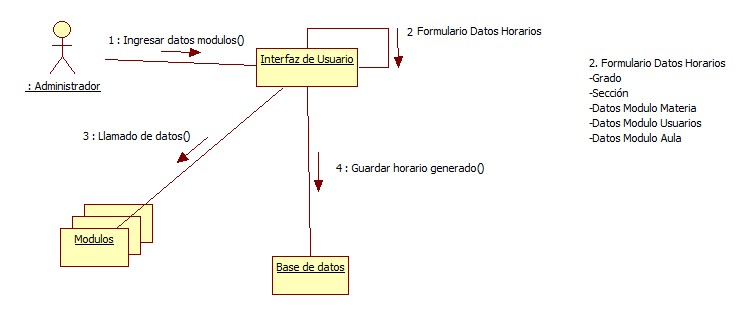 1 : Ingresar datos modulos()
2 Formulario Datos Horarios
Interfaz de Usuario
: Administrador
2. Formulario Datos Horarios
-Grado
-Sección
-Datos Modulo Materia
-Datos Modulo Usuarios
-Datos Modulo Aula
3 : Llamado de datos()
4 : Guardar horario generado()
Modulos
Base de datos